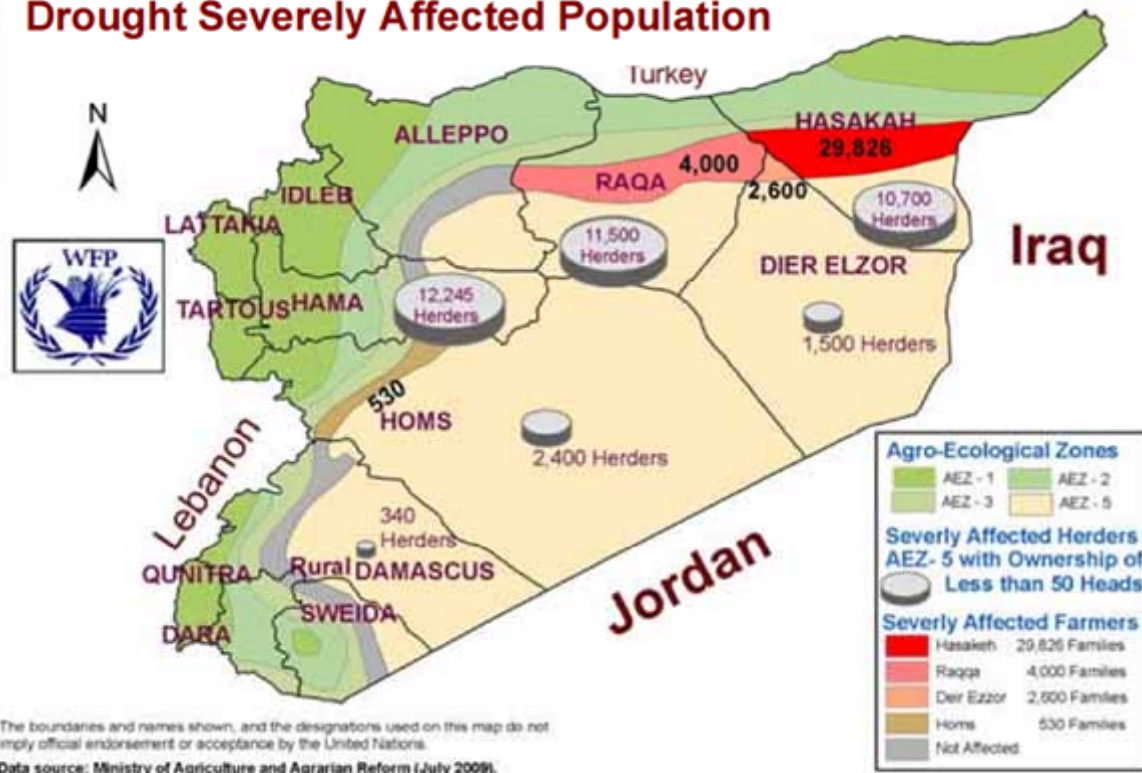 Drought Severely Affected Population
Turkey
N
ALLEPPO
HASAKAH
29,826
4,000
RAQA
2,600
IDLEB
10,700
Herders
LATTAKIA
11,500
Herders
Iraq
WFP
DIER ELZOR
TARTOUS
HAMA
12,245
Herders
1,500 Herders
530
HOMS
2,400 Herders
Lebanon
340
Herders
QUNITRA
Rural DAMASCUS
Jordan
SWEIDA
DARA
Agro-Ecological Zones
AEZ - 1
AEZ - 2
AEZ - 3
AEZ - 5
Severly Affected Herders
AEZ- 5 with Ownership of
Less than 50 Heads
Severly Affected Farmers
Hasakeh 29,826 Families
Raqqa 4,000 Families
Deir Ezzor 2,600 Families
Homs 530 Families
Not Affected
The boundaries and names shown, and the designations used on this map do not
imply official endorsement or acceptance by the United Nations.
Data source: Ministry of Agriculture and Agrarian Reform (July 2009).